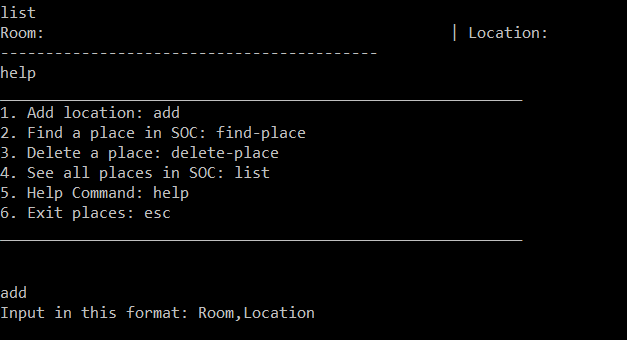 list
Room: | Location:
------------------------------------------
help
__________________________________________________________
1. Add location: add
2. Find a place in SOC: find-place
3. Delete a place: delete-place
4. See all places in SOC: list
5. Help Command: help
6. Exit places: esc
__________________________________________________________
add
Input in this format: Room,Location